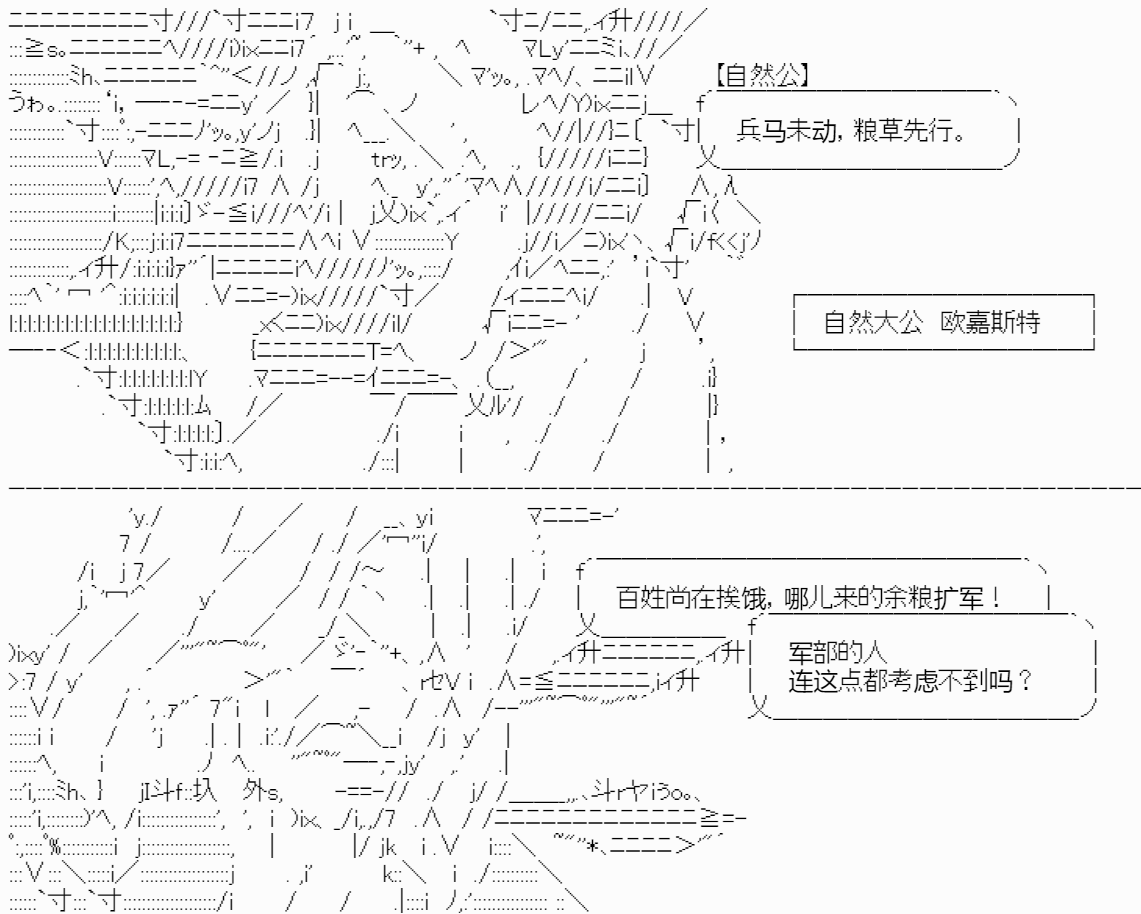 【自然公】
兵马未动，粮草先行。
自然大公　欧嘉斯特
百姓尚在挨饿，哪儿来的余粮扩军！
军部的人
连这点都考虑不到吗？